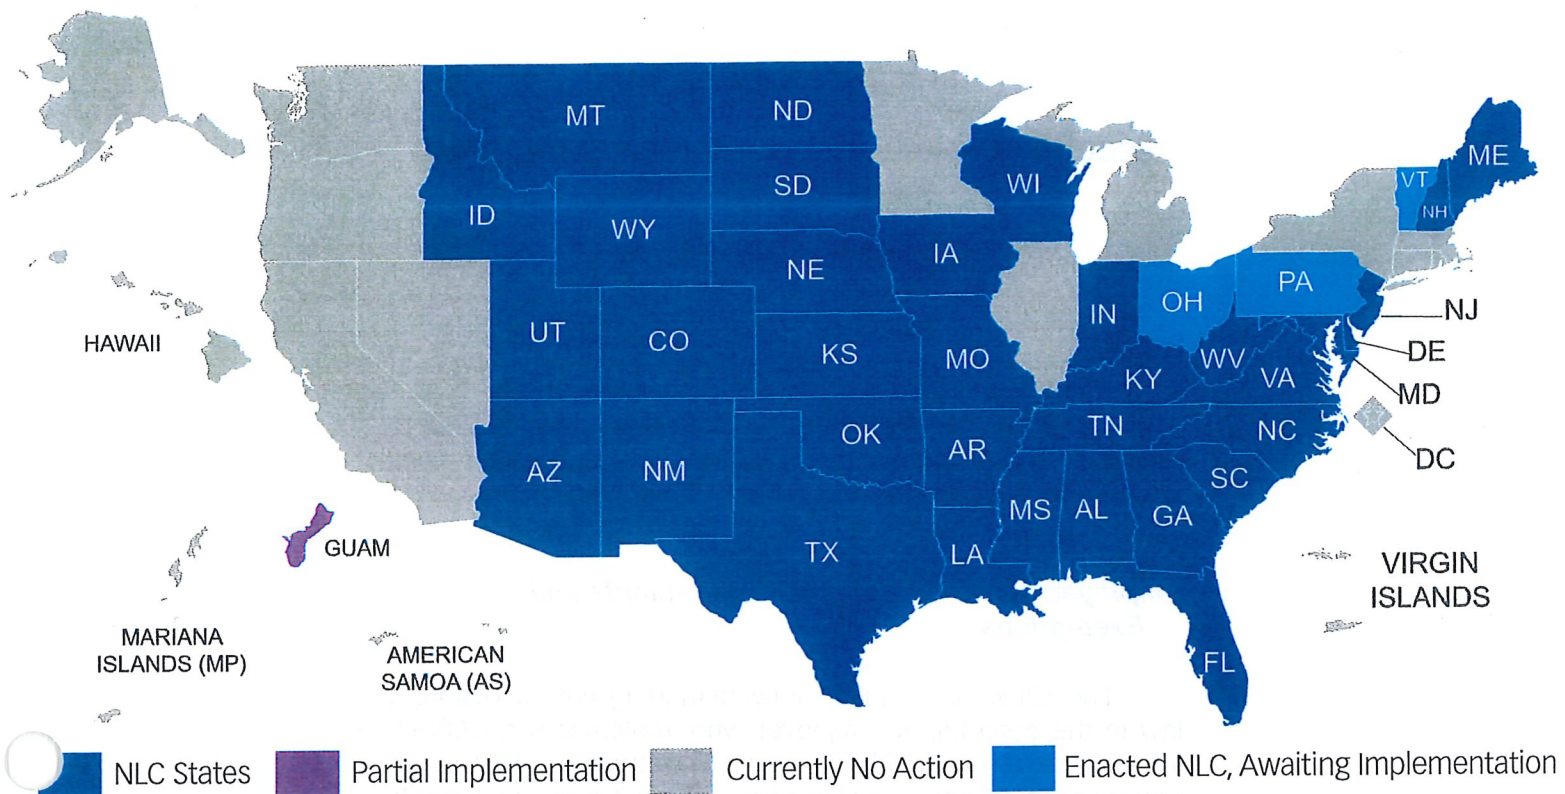 MT
ND
ME
VT
SD
WI
NH
ID
WY
IA
NE
PA
OH
IN
NJ
UT
CO
HAWAII
KS
MO
WV
DE
KY
VA
MD
TN
NC
OK
AR
DC
AZ
NM
SC
MS
AL
GA
GUAM
TX
LA
VIRGIN
ISLANDS
MARIANA
ISLANDS (MP)
AMERICAN
SAMOA (AS)
FL
NLC States
Partial Implementation
Currently No Action
Enacted NLC, Awaiting Implementation